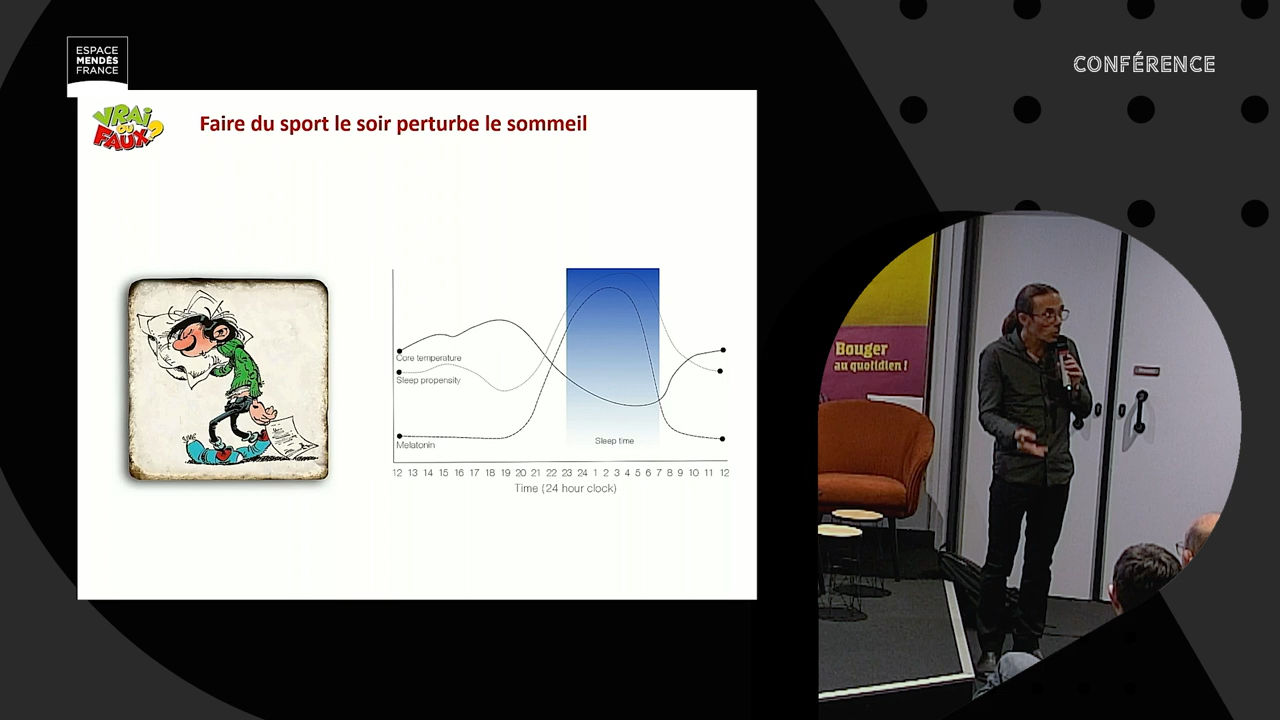 ESPACE
MENDÈS
FRANCE
CONFÉRENCE
VRAI
OU
FAUX?
Faire du sport le soir perturbe le sommeil
Core temperature
Sleep propensity
Melatonin
Sleep time
12 13 14 15 16 17 18 19 20 21 22 23 24 1 2 3 4 5 6 7 8 9 10 11 12
Time (24 hour clock)
Bouger
au quotidien !